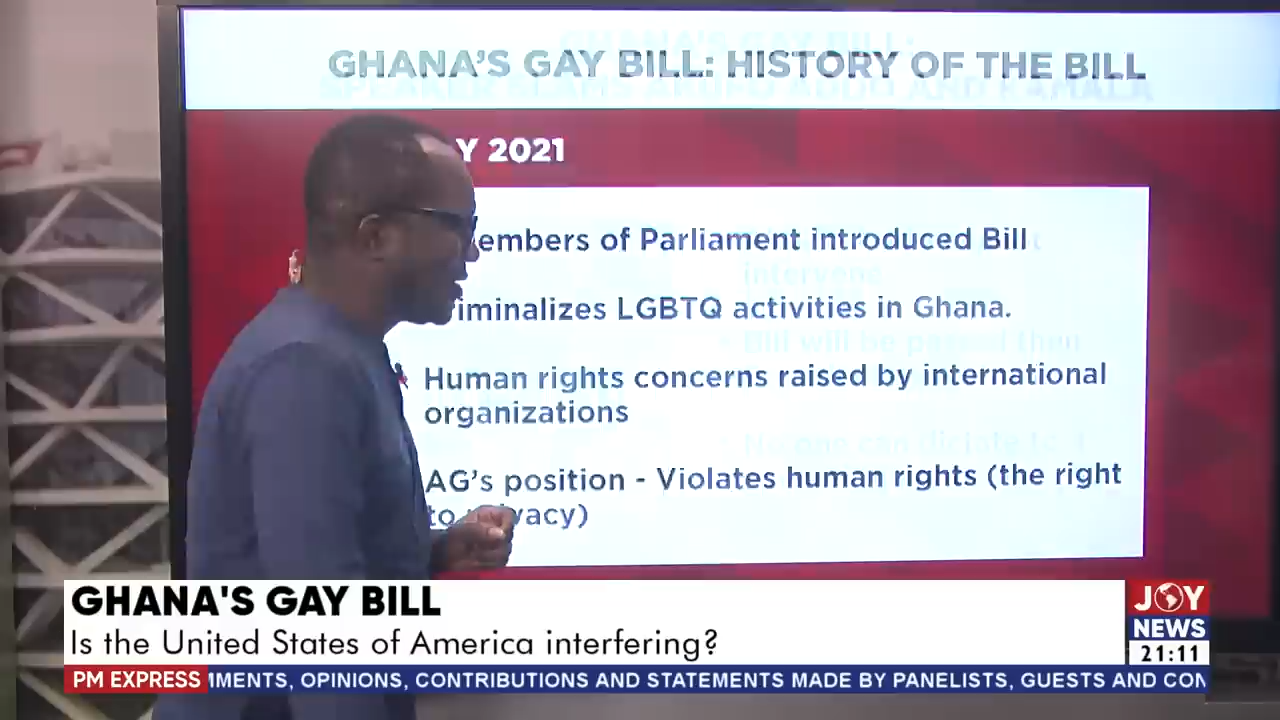 GHANA'S GAY BILL: HISTORY OF THE BILL
Y 2021
embers of Parliament introduced Bill
riminalizes LGBTQ activities in Ghana.
Human rights concerns raised by international
organizations
AG's position - Violates human rights (the right
to vacy)
GHANA'S GAY BILL
Is the United States of America interfering?
JOY
NEWS
21:11
PM EXPRESS
MMENTS, OPINIONS, CONTRIBUTIONS AND STATEMENTS MADE BY PANELISTS, GUESTS AND CON